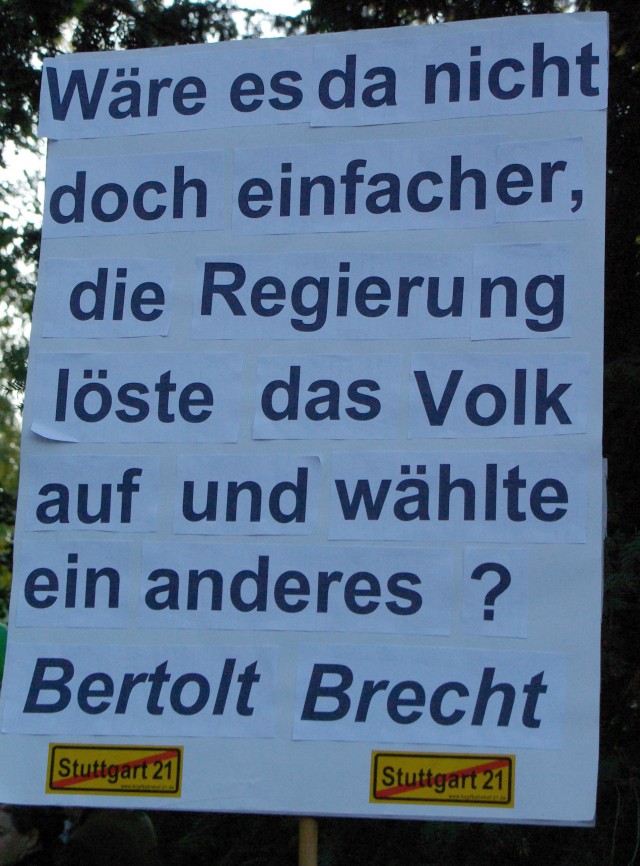 Wäre es da nicht
doch einfacher,
die Regierung
löste das Volk
auf und wählte
ein anderes ?
Bertolt Brecht
Stuttgart 21
Stuttgart 21